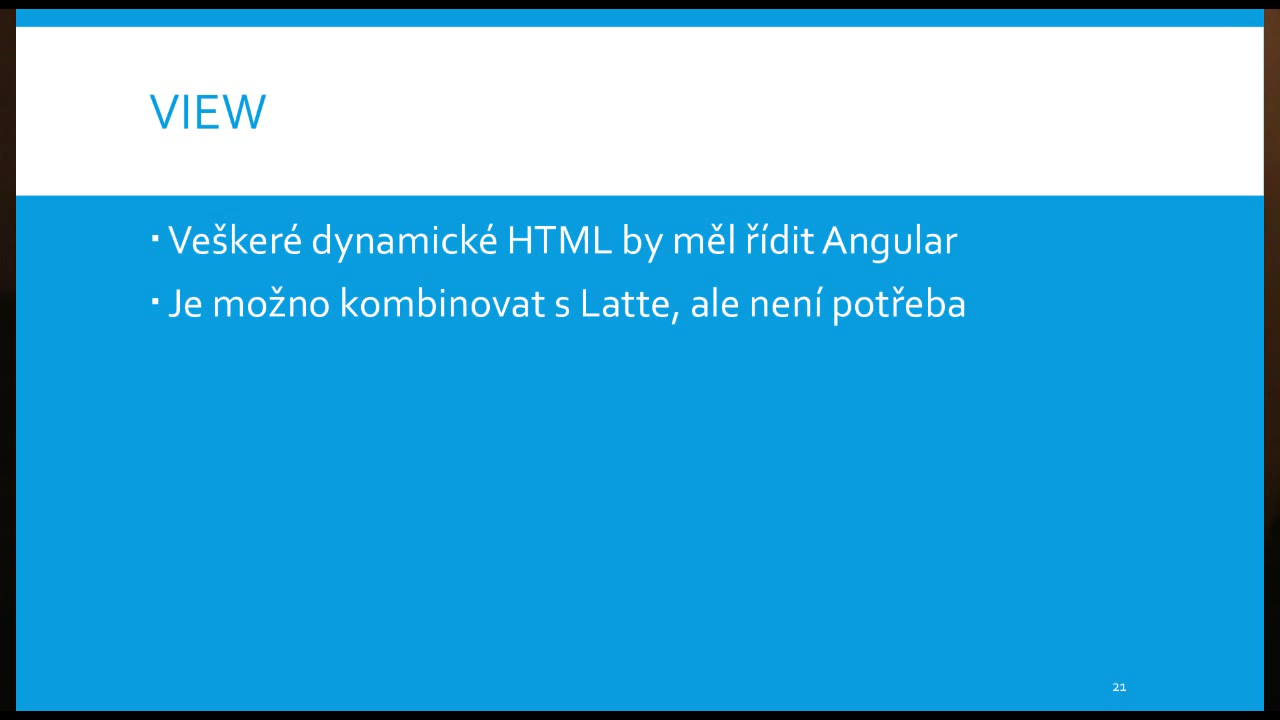 VIEW
▪ Veškeré dynamické HTML by měl řídit Angular
▪ Je možno kombinovat s Latte, ale není potřeba
21